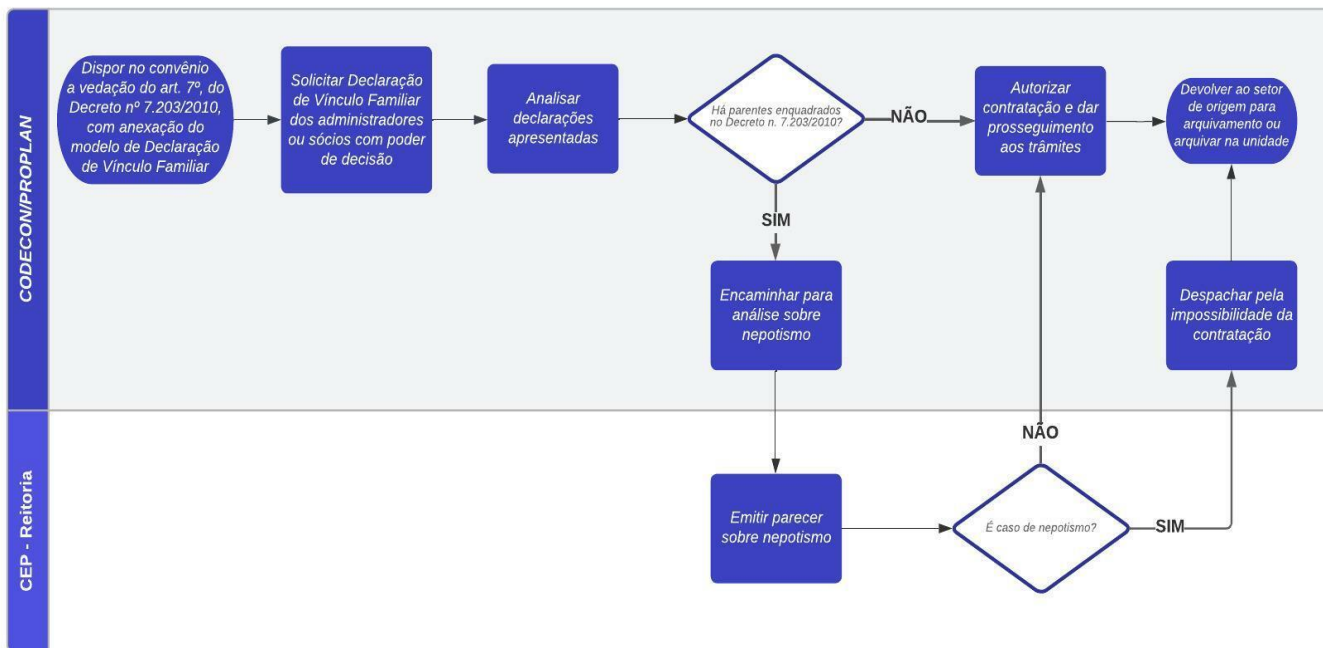 CODECON/PROPLAN
Dispor no convênio
a vedação do art. 7º, do
Decreto nº 7.203/2010,
com anexação do
modelo de Declaração
de Vínculo Familiar
Solicitar Declaração
de Vínculo Familiar
dos administradores
ou sócios com poder
de decisão
Analisar
declarações
apresentadas
Há parentes enquadrados
no Decreto n. 7.203/2010?
NÃO
Autorizar
contratação e dar
prosseguimento
aos trâmites
Devolver ao setor
de origem para
arquivamento ou
arquivar na unidade
SIM
Encaminhar para
análise sobre
nepotismo
Despachar pela
impossibilidade da
contratação
CEP - Reitoria
Emitir parecer
sobre nepotismo
É caso de nepotismo?
NÃO
SIM